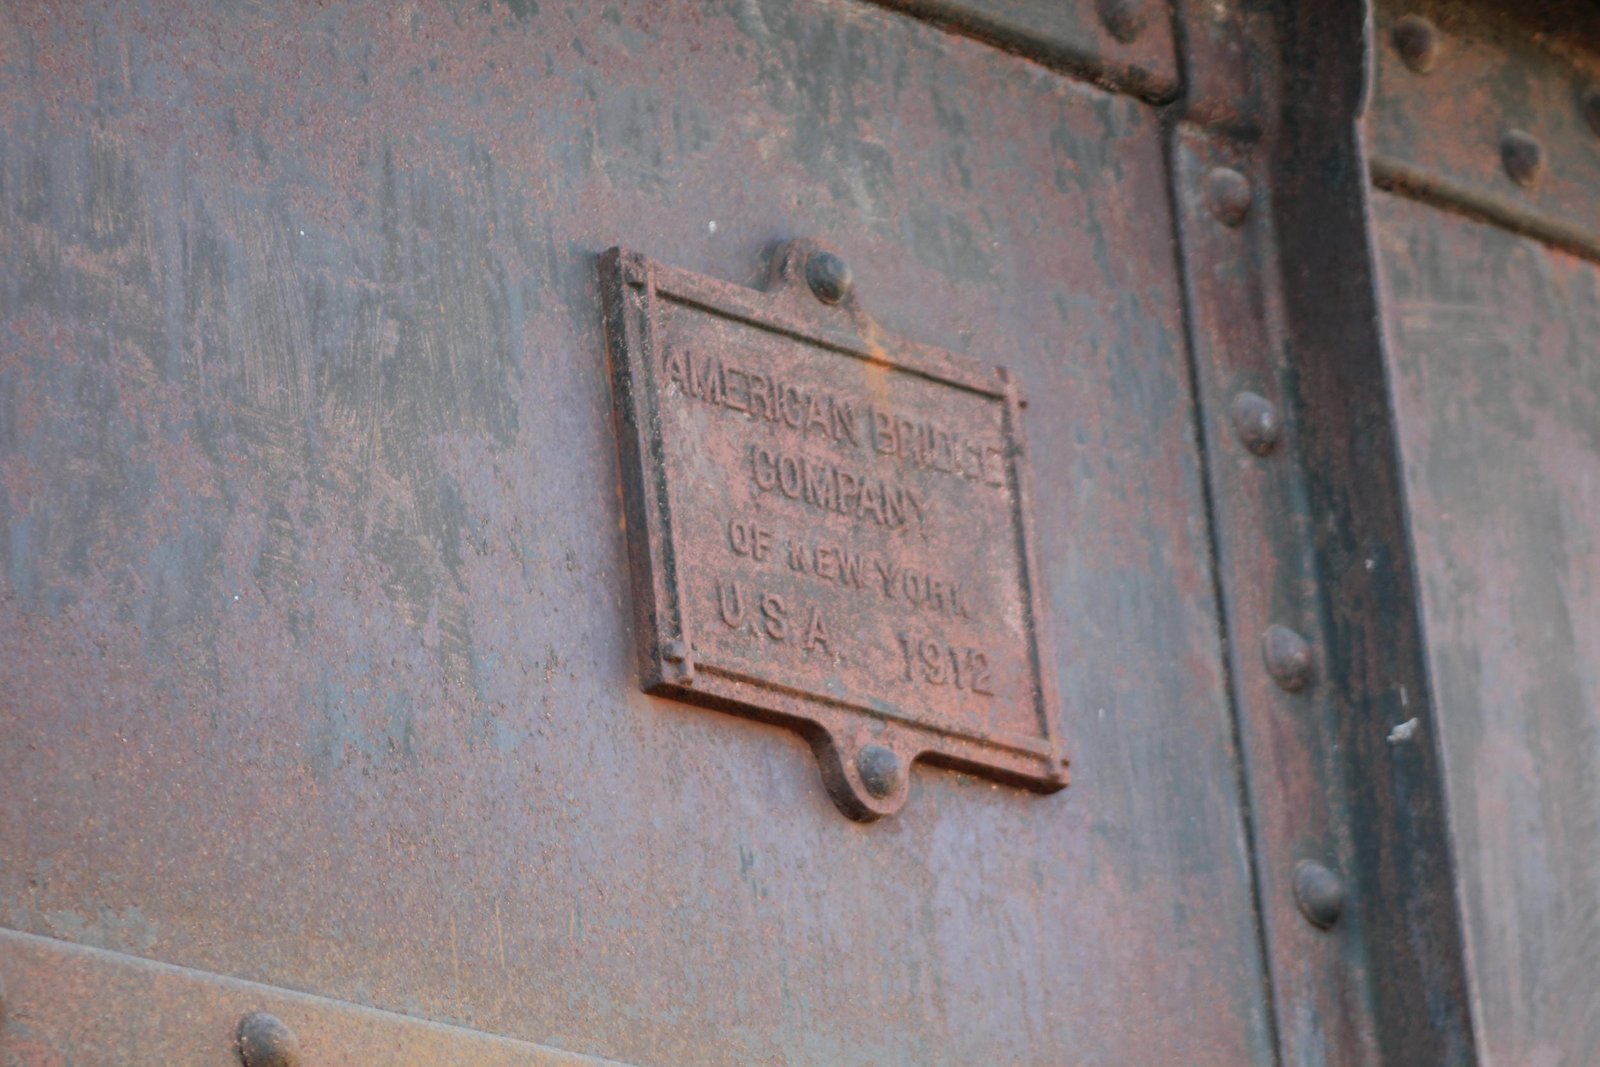 AMERICAN BRIDGE
COMPANY
OF NEW YORK
U.S.A. 1912